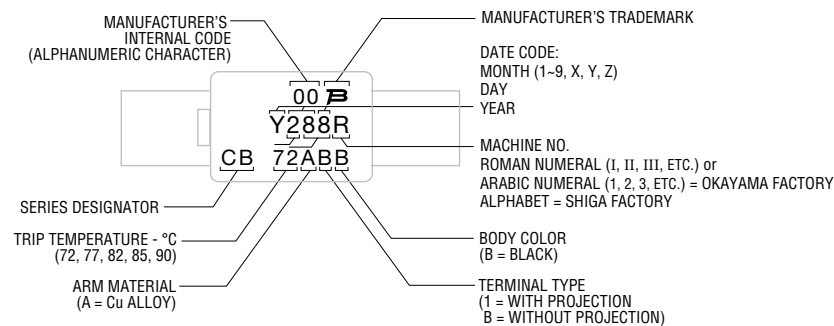 MANUFACTURER'S
INTERNAL CODE
(ALPHANUMERIC CHARACTER)
MANUFACTURER'S TRADEMARK
DATE CODE:
MONTH (1~9, X, Y, Z)
DAY
YEAR
00 B
Y288R
CB 72ABB
MACHINE NO.
ROMAN NUMERAL (I, II, III, ETC.) or
ARABIC NUMERAL (1, 2, 3, ETC.) = OKAYAMA FACTORY
ALPHABET = SHIGA FACTORY
SERIES DESIGNATOR
TRIP TEMPERATURE - °C
(72, 77, 82, 85, 90)
ARM MATERIAL
(A = Cu ALLOY)
BODY COLOR
(B = BLACK)
TERMINAL TYPE
(1 = WITH PROJECTION
B = WITHOUT PROJECTION)